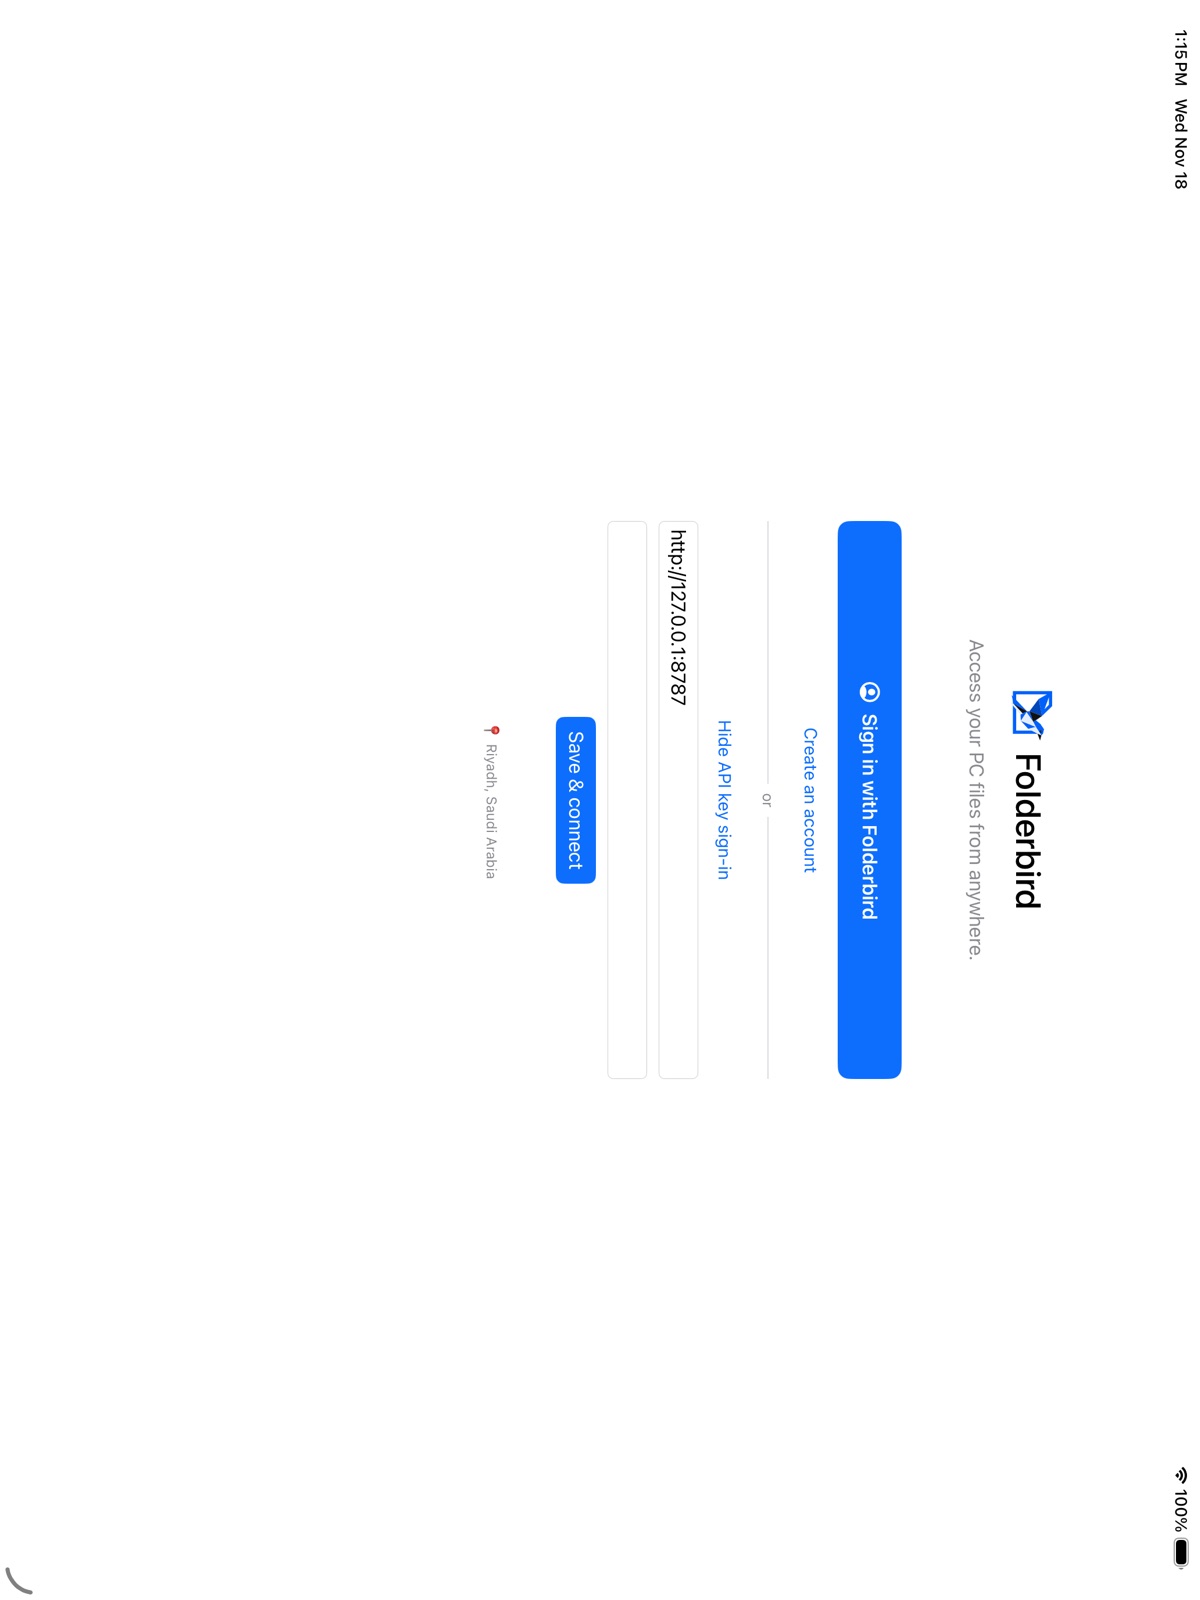 1:15 PM Wed Nov 18
100%
Folderbird
Access your PC files from anywhere.
Sign in with Folderbird
Create an account
or
Hide API key sign-in
http://127.0.0.1:8787
Save & connect
📍 Riyadh, Saudi Arabia